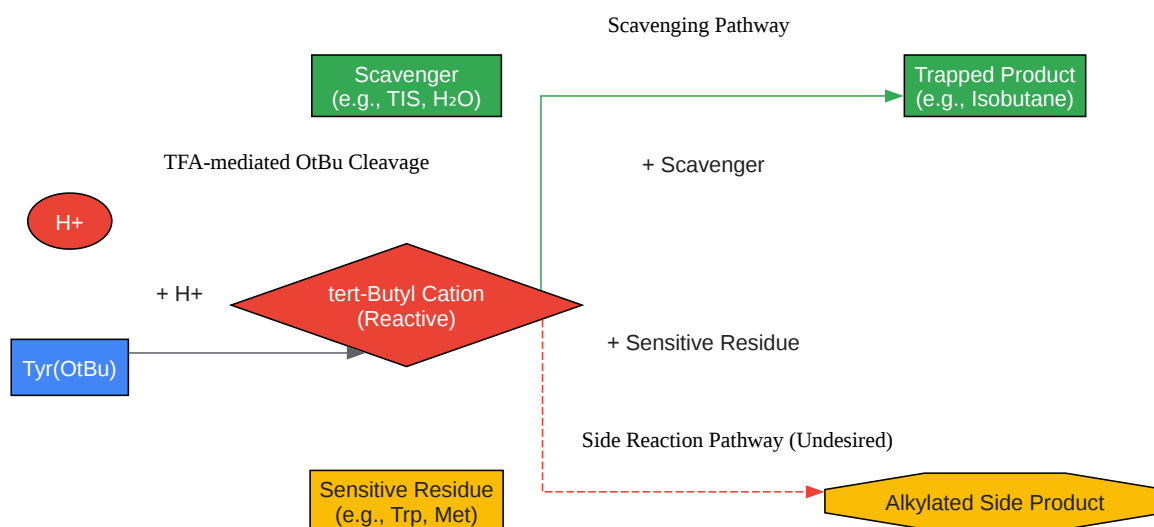 Scavenging Pathway
Scavenger
(e.g., TIS, H₂O)
Trapped Product
(e.g., Isobutane)
TFA-mediated OtBu Cleavage
+ Scavenger
H+
+ H+
tert-Butyl Cation
(Reactive)
+ Sensitive Residue
Tyr(OtBu)
Side Reaction Pathway (Undesired)
Sensitive Residue
(e.g., Trp, Met)
Alkylated Side Product